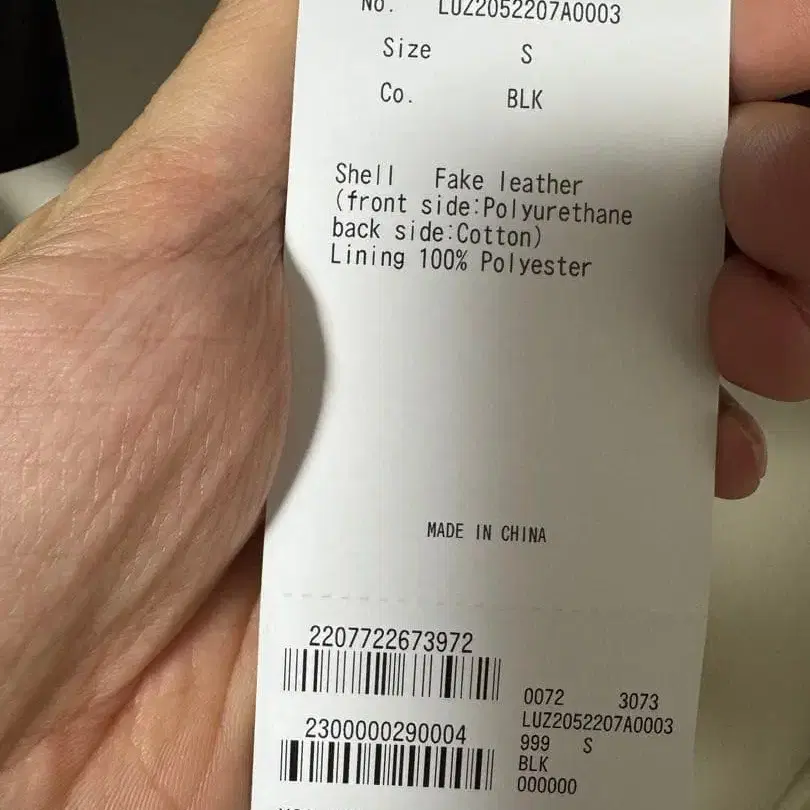 No. LUZ2052207A0003
Size S
Co. BLK
Shell Fake leather
(front side:Polyurethane
back side:Cotton)
Lining 100% Polyester
MADE IN CHINA
2207722673972
0072 3073
LUZ2052207A0003
2300000290004
999 S
BLK
000000